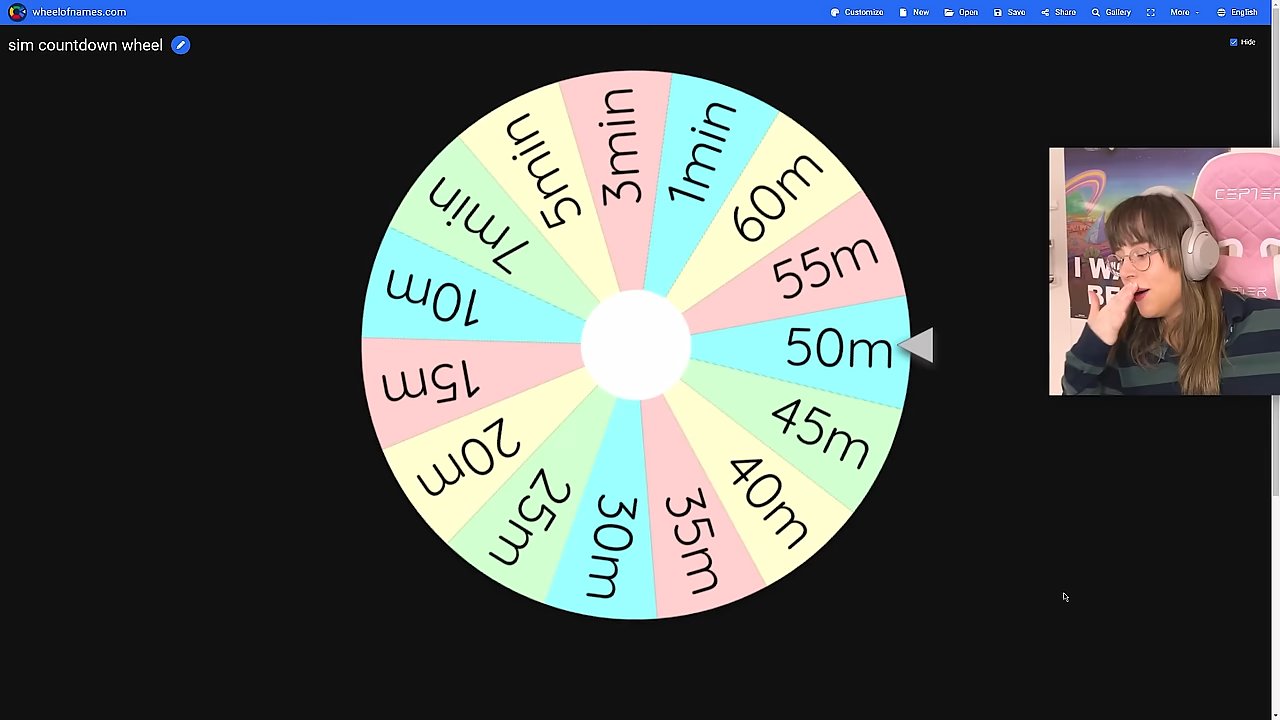 wheelofnames.com
Customize
New
Open
Save
Share
Gallery
More
English
sim countdown wheel
Hide
3min
1min
60m
55m
50m
45m
40m
35m
30m
25m
20m
15m
10m
7min
5min
CEPTER
I W
BE